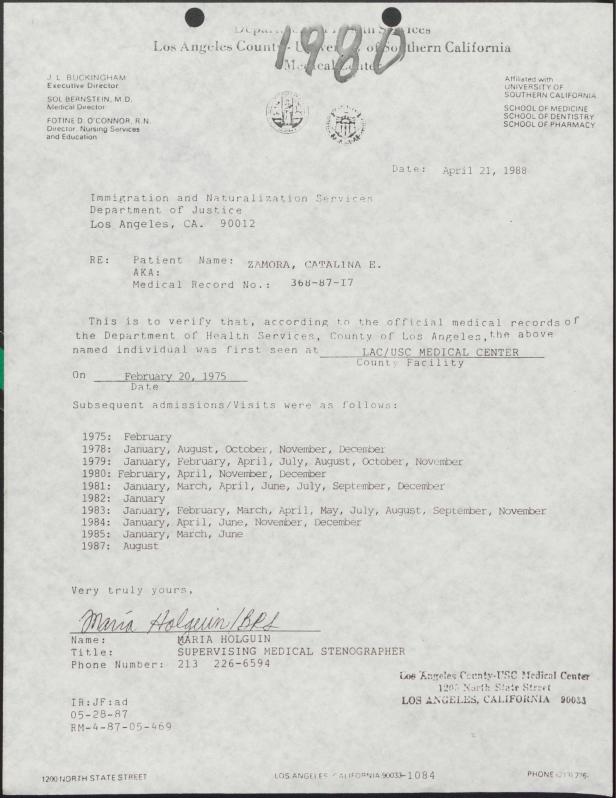 1980
Los Angeles County - University of Southern California
Medical Center
J. L. BUCKINGHAM
Executive Director
SOL BERNSTEIN, M.D.
Medical Director
FOTINE D. O'CONNOR, R.N.
Director, Nursing Services
and Education
Affiliated with
UNIVERSITY OF
SOUTHERN CALIFORNIA
SCHOOL OF MEDICINE
SCHOOL OF DENTISTRY
SCHOOL OF PHARMACY
Date: April 21, 1988
Immigration and Naturalization Services
Department of Justice
Los Angeles, CA. 90012
RE: Patient Name: ZAMORA, CATALINA E.
AKA:
Medical Record No.: 368-87-17
This is to verify that, according to the official medical records of
the Department of Health Services, County of Los Angeles, the above
named individual was first seen at LAC/USC MEDICAL CENTER
County Facility
On February 20, 1975
Date
Subsequent admissions/Visits were as follows:
1975: February
1978: January, August, October, November, December
1979: January, February, April, July, August, October, November
1980: February, April, November, December
1981: January, March, April, June, July, September, December
1982: January
1983: January, February, March, April, May, July, August, September, November
1984: January, April, June, November, December
1985: January, March, June
1987: August
Very truly yours,
Maria Holguin/BRS
Name: MARIA HOLGUIN
Title: SUPERVISING MEDICAL STENOGRAPHER
Phone Number: 213 226-6594
Los Angeles County-USC Medical Center
1200 North State Street
LOS ANGELES, CALIFORNIA 90033
IR:JF:ad
05-28-87
RM-4-87-05-469
1200 NORTH STATE STREET
LOS ANGELES, CALIFORNIA 90033-1084
PHONE (213) 226-